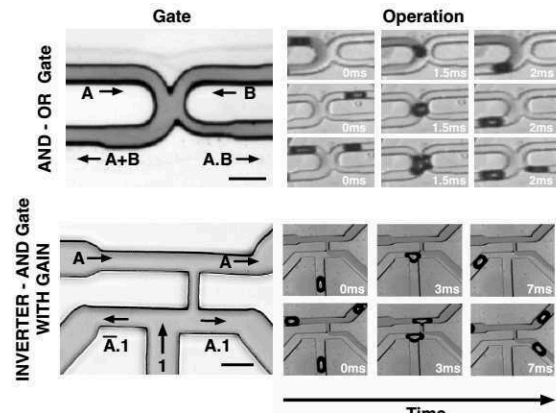 Gate
Operation
AND - OR Gate
A → ← B
← A+B A.B →
0ms 1.5ms 2ms
0ms 1.5ms 2ms
0ms 1.5ms 2ms
INVERTER - AND Gate
WITH GAIN
A → A →
← →
A̅.1 ↑ A.1
1
0ms 3ms 7ms
0ms 3ms 7ms
Time